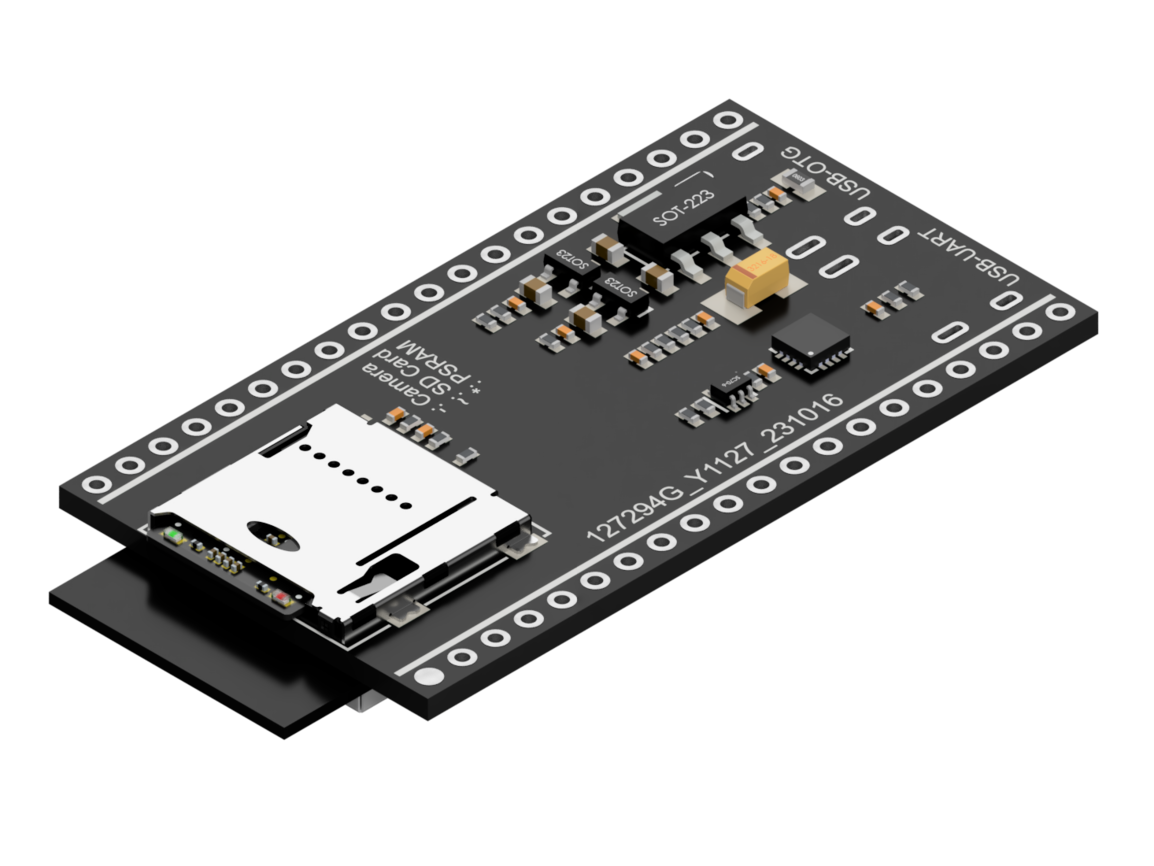 USB-OTG
USB-UART
SOT-223
SOT23
SOT23
.:. Camera
~ SD Card
* PSRAM
127294G_Y1127_231016